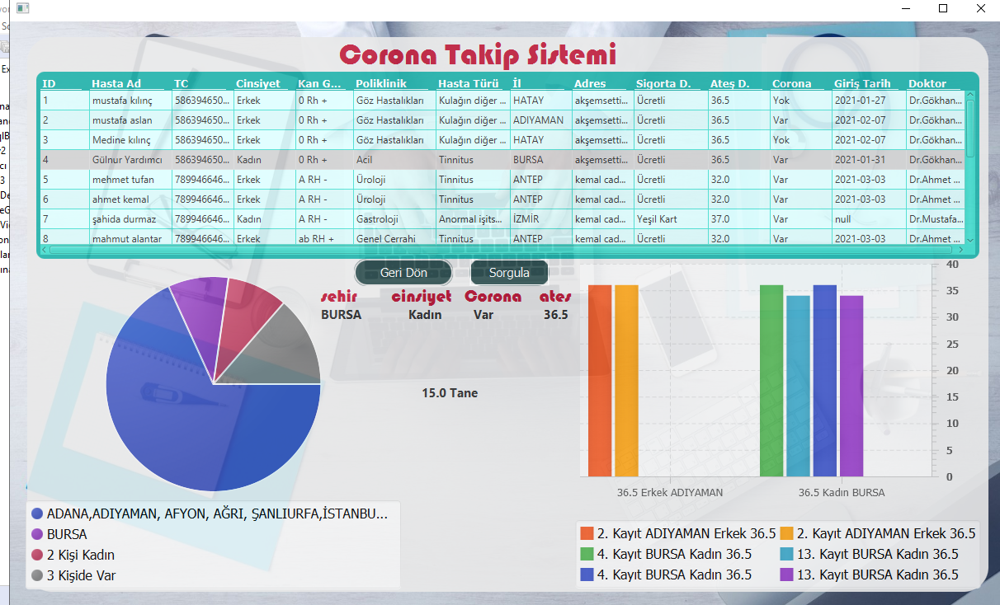 Corona Takip Sistemi
ID Hasta Ad TC Cinsiyet Kan G... Poliklinik Hasta Türü İl Adres Sigorta D. Ateş D. Corona Giriş Tarih Doktor
1 mustafa kılınç 586394650... Erkek 0 Rh + Göz Hastalıkları Kulağın diğer ... HATAY akşemsetti... Ücretli 36.5 Yok 2021-01-27 Dr.Gökhan...
2 mustafa aslan 586394650... Erkek 0 Rh + Göz Hastalıkları Kulağın diğer ... ADIYAMAN akşemsetti... Ücretli 36.5 Var 2021-02-07 Dr.Gökhan...
3 Medine kılınç 586394650... Erkek 0 Rh + Göz Hastalıkları Kulağın diğer ... HATAY akşemsetti... Ücretli 36.5 Yok 2021-02-07 Dr.Gökhan...
4 Gülnur Yardımcı 586394650... Kadın 0 Rh + Acil Tinnitus BURSA akşemsetti... Ücretli 36.5 Var 2021-01-31 Dr.Gökhan...
5 mehmet tufan 789946646... Erkek A RH - Üroloji Tinnitus ANTEP kemal cad... Ücretli 32.0 Var 2021-03-03 Dr.Ahmet ...
6 ahmet kemal 789946646... Erkek A RH - Üroloji Tinnitus ANTEP kemal cad... Ücretli 32.0 Var 2021-03-03 Dr.Ahmet ...
7 şahida durmaz 789946646... Kadın A RH - Gastroloji Anormal işits... İZMİR kemal cad... Yeşil Kart 37.0 Var null Dr.Mustafa...
8 mahmut alantar 789946646... Erkek ab RH + Genel Cerrahi Tinnitus ANTEP kemal cad... Ücretli 32.0 Var 2021-03-03 Dr.Ahmet ...
Geri Dön Sorgula
sehir cinsiyet Corona ates
BURSA Kadın Var 36.5
15.0 Tane
40
35
30
25
20
15
10
5
0
36.5 Erkek ADIYAMAN 36.5 Kadın BURSA
ADANA,ADIYAMAN, AFYON, AĞRI, ŞANLIURFA,İSTANBU...
BURSA
2 Kişi Kadın
3 Kişide Var
2. Kayıt ADIYAMAN Erkek 36.5 2. Kayıt ADIYAMAN Erkek 36.5
4. Kayıt BURSA Kadın 36.5 13. Kayıt BURSA Kadın 36.5
4. Kayıt BURSA Kadın 36.5 13. Kayıt BURSA Kadın 36.5